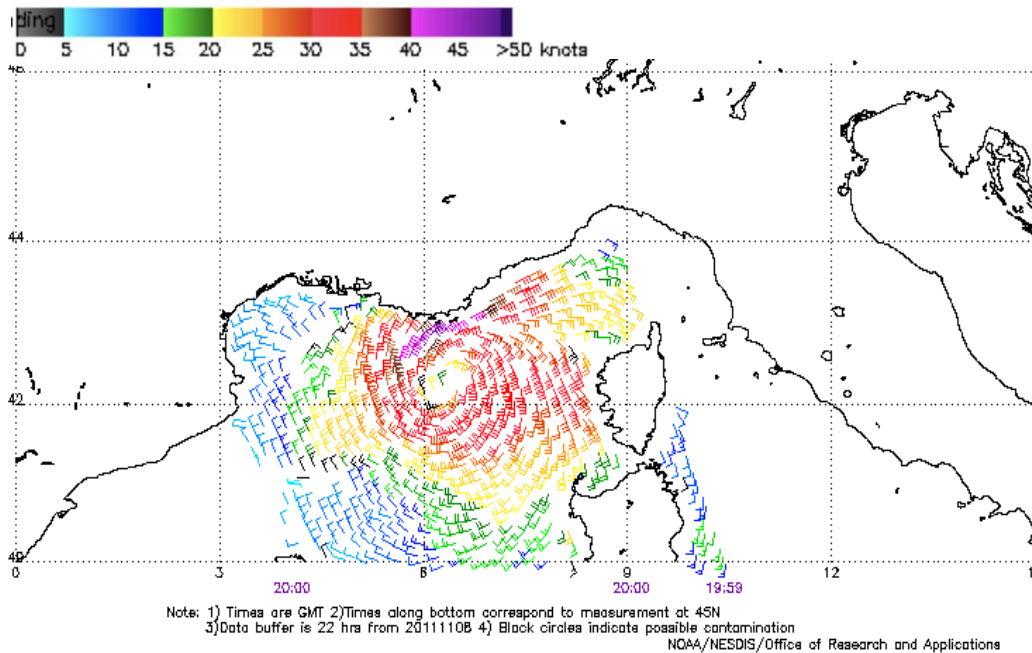 ding
0 5 10 15 20 25 30 35 40 45 >50 knots
44
42
0 3 6 9 12
20:00 20:00 19:59
Note: 1) Times are GMT 2)Times along bottom correspond to measurement at 45N
3)Data buffer is 22 hrs from 20111108 4) Black circles indicate possible contamination
NOAA/NESDIS/Office of Research and Applications